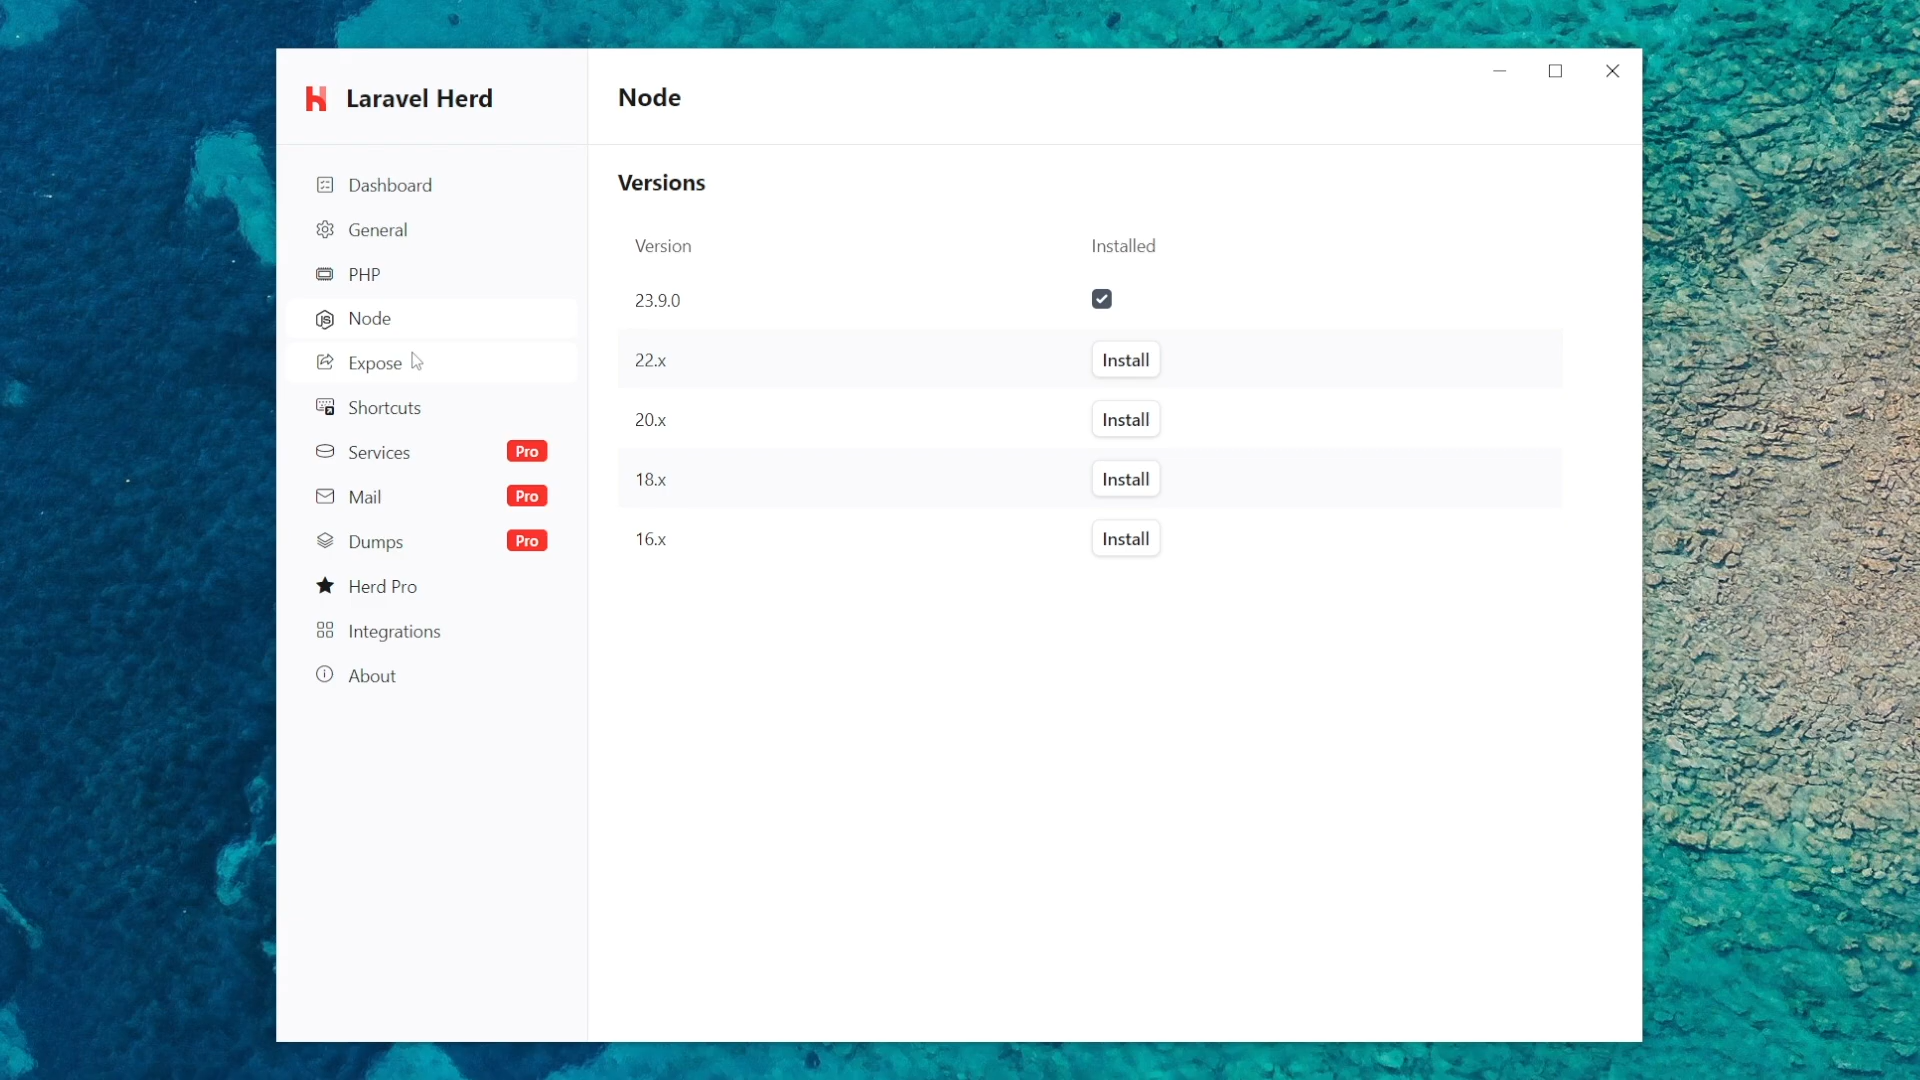 Laravel Herd
Dashboard
General
PHP
Node
Expose
Shortcuts
Services Pro
Mail Pro
Dumps Pro
Herd Pro
Integrations
About
Node
Versions
Version Installed
23.9.0
22.x Install
20.x Install
18.x Install
16.x Install